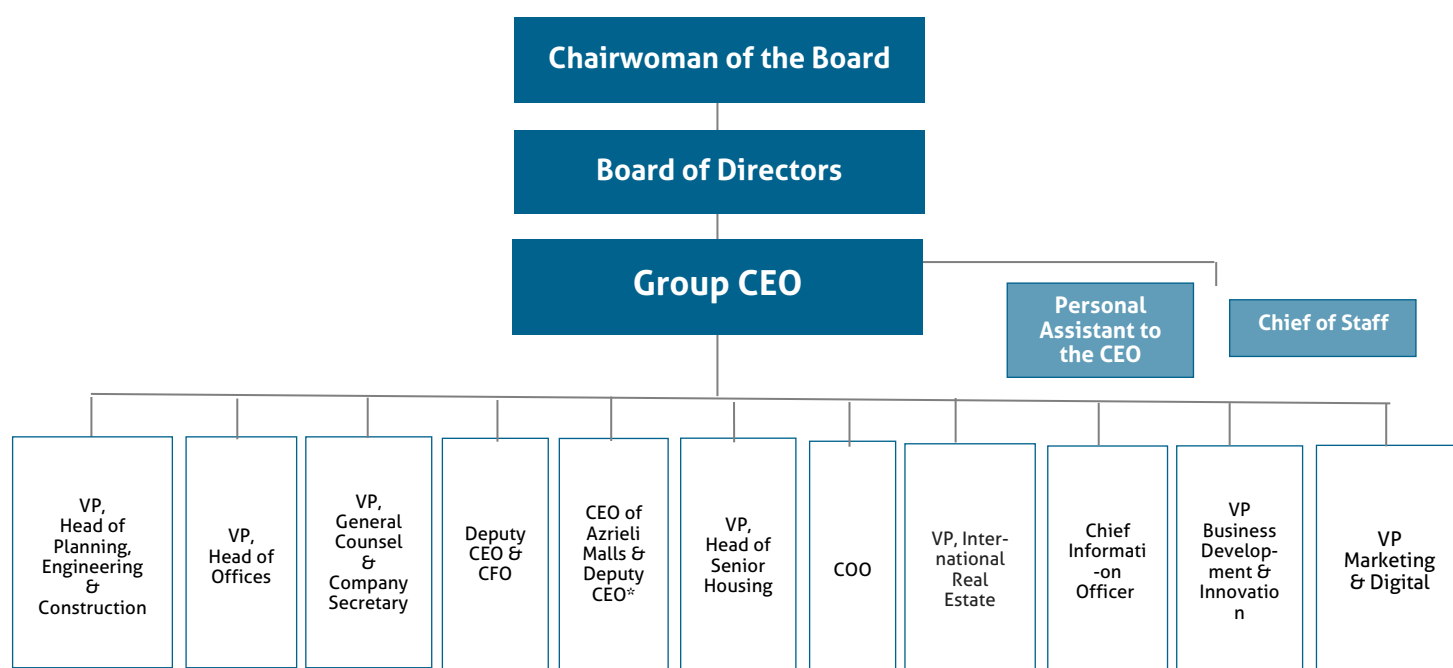 Chairwoman of the Board
Board of Directors
Group CEO
Personal
Assistant to
the CEO
Chief of Staff
VP,
Head of
Planning,
Engineering
&
Construction
VP,
Head of
Offices
VP,
General
Counsel
&
Company
Secretary
Deputy
CEO &
CFO
CEO of
Azrieli
Malls &
Deputy
CEO*
VP,
Head of
Senior
Housing
COO
VP, Inter-
national
Real
Estate
Chief
Informati
-on
Officer
VP
Business
Develop-
ment &
Innovatio
n
VP
Marketing
& Digital